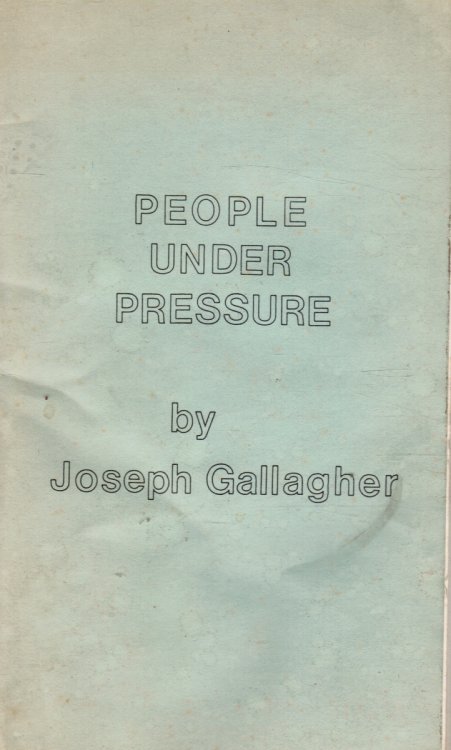 PEOPLE
UNDER
PRESSURE
by
Joseph Gallagher